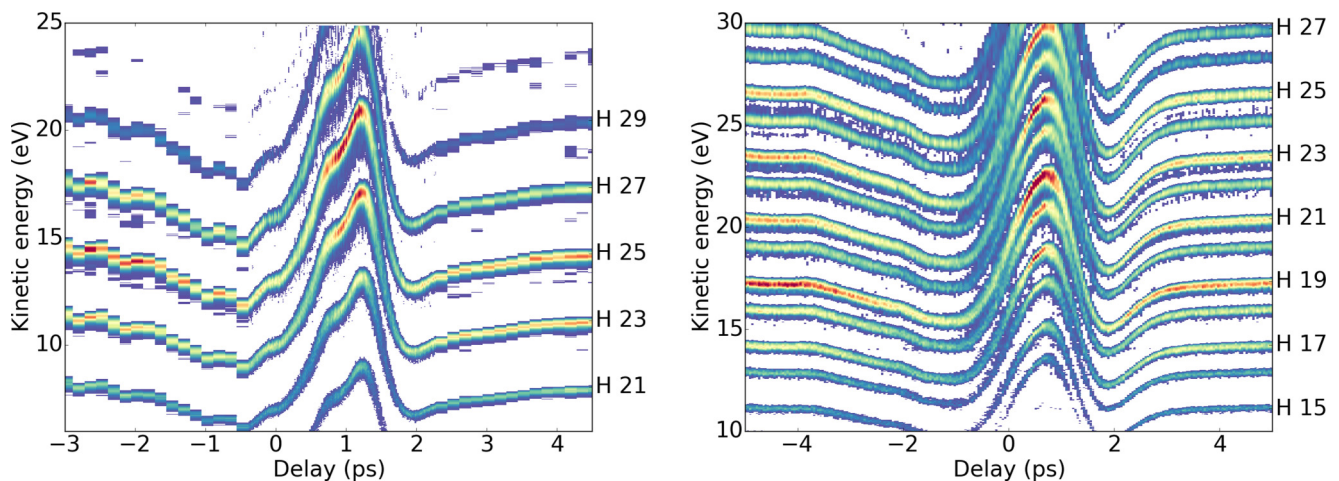 25
20
15
10
Kinetic energy (eV)
−3
−2
−1
0
1
2
3
4
Delay (ps)
H 29
H 27
H 25
H 23
H 21
30
25
20
15
10
Kinetic energy (eV)
−4
−2
0
2
4
Delay (ps)
H 27
H 25
H 23
H 21
H 19
H 17
H 15